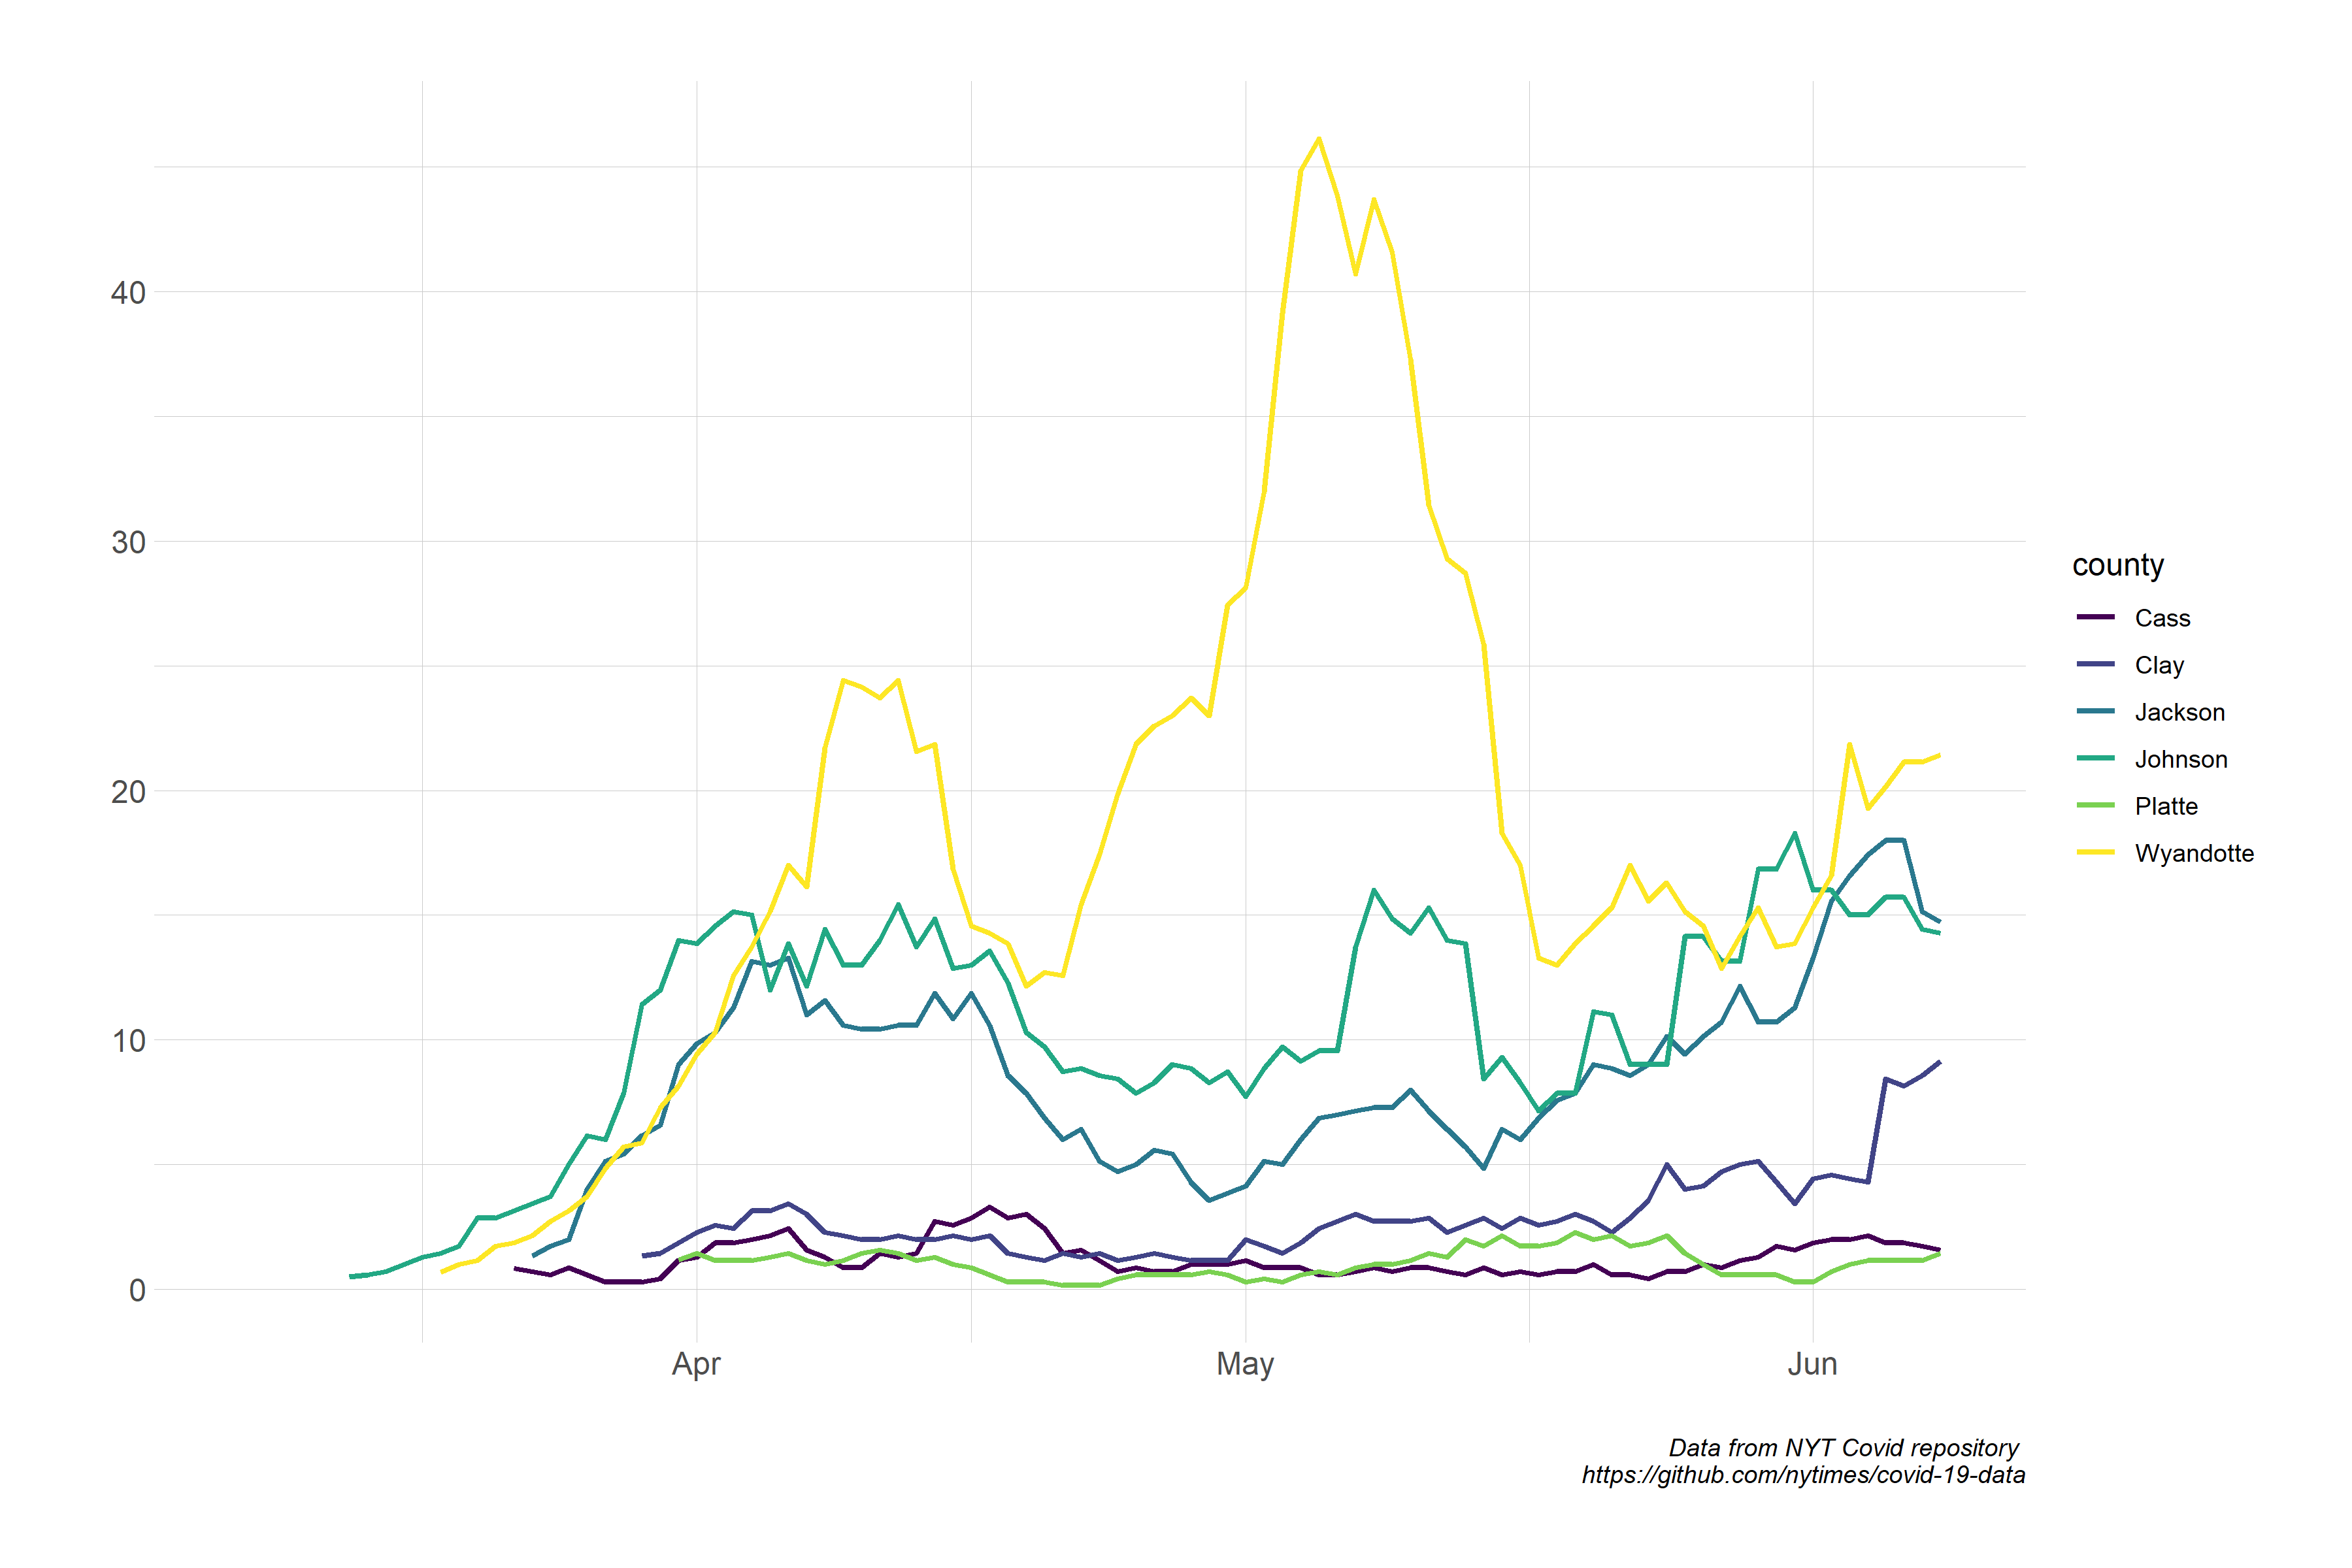 40
30
20
10
0
Apr
May
Jun
county
Cass
Clay
Jackson
Johnson
Platte
Wyandotte
Data from NYT Covid repository
https://github.com/nytimes/covid-19-data